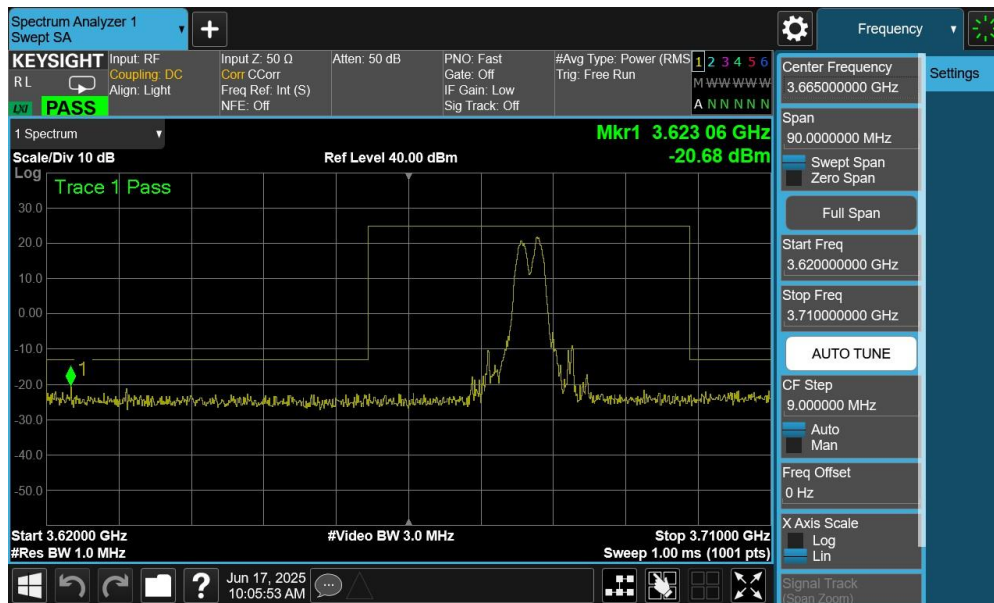 Spectrum Analyzer 1
Swept SA
+
Frequency
KEYSIGHT
R L
LXI
PASS
Input: RF
Coupling: DC
Align: Light
Input Z: 50 Ω
Corr CCorr
Freq Ref: Int (S)
NFE: Off
Atten: 50 dB
PNO: Fast
Gate: Off
IF Gain: Low
Sig Track: Off
#Avg Type: Power (RMS
Trig: Free Run
1 2 3 4 5 6
M W W W W W
A N N N N N
1 Spectrum
Scale/Div 10 dB
Log
Ref Level 40.00 dBm
Mkr1 3.623 06 GHz
-20.68 dBm
Trace 1 Pass
30.0
20.0
10.0
0.00
-10.0
-20.0
-30.0
-40.0
-50.0
1
Start 3.62000 GHz
#Res BW 1.0 MHz
#Video BW 3.0 MHz
Stop 3.71000 GHz
Sweep 1.00 ms (1001 pts)
Jun 17, 2025
10:05:53 AM
?
Center Frequency
3.665000000 GHz
Settings
Span
90.0000000 MHz
Swept Span
Zero Span
Full Span
Start Freq
3.620000000 GHz
Stop Freq
3.710000000 GHz
AUTO TUNE
CF Step
9.000000 MHz
Auto
Man
Freq Offset
0 Hz
X Axis Scale
Log
Lin
Signal Track
(Span Zoom)